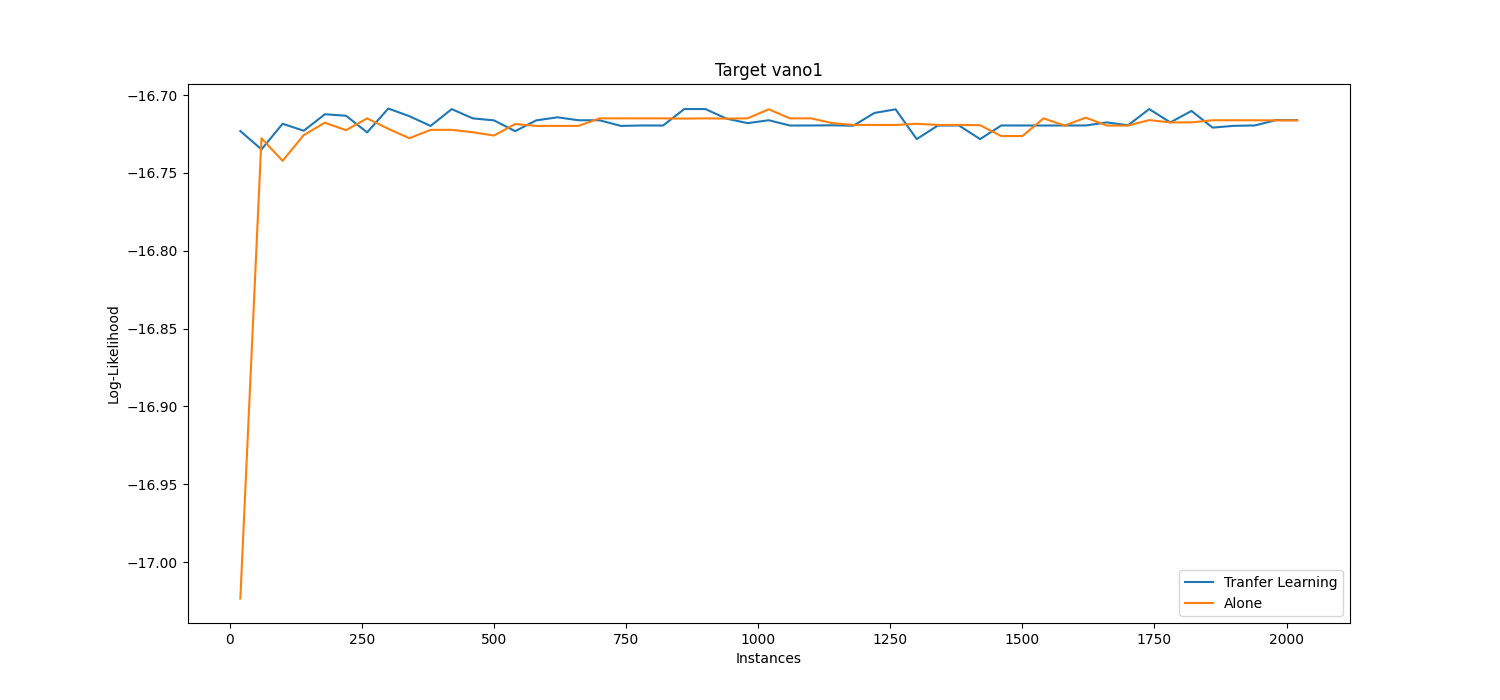 Target vano1
−16.70
−16.75
−16.80
−16.85
−16.90
−16.95
−17.00
Log-Likelihood
0 250 500 750 1000 1250 1500 1750 2000
Instances
Tranfer Learning
Alone